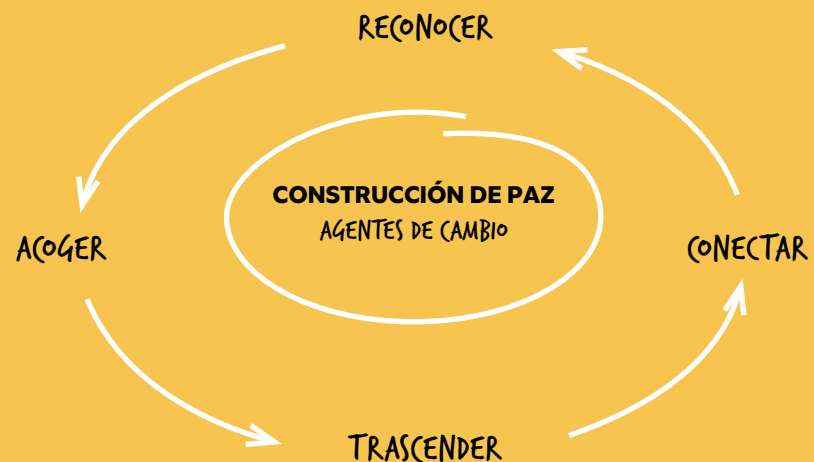 RECONOCER
CONSTRUCCIÓN DE PAZ
AGENTES DE CAMBIO
ACOGER
CONECTAR
TRASCENDER